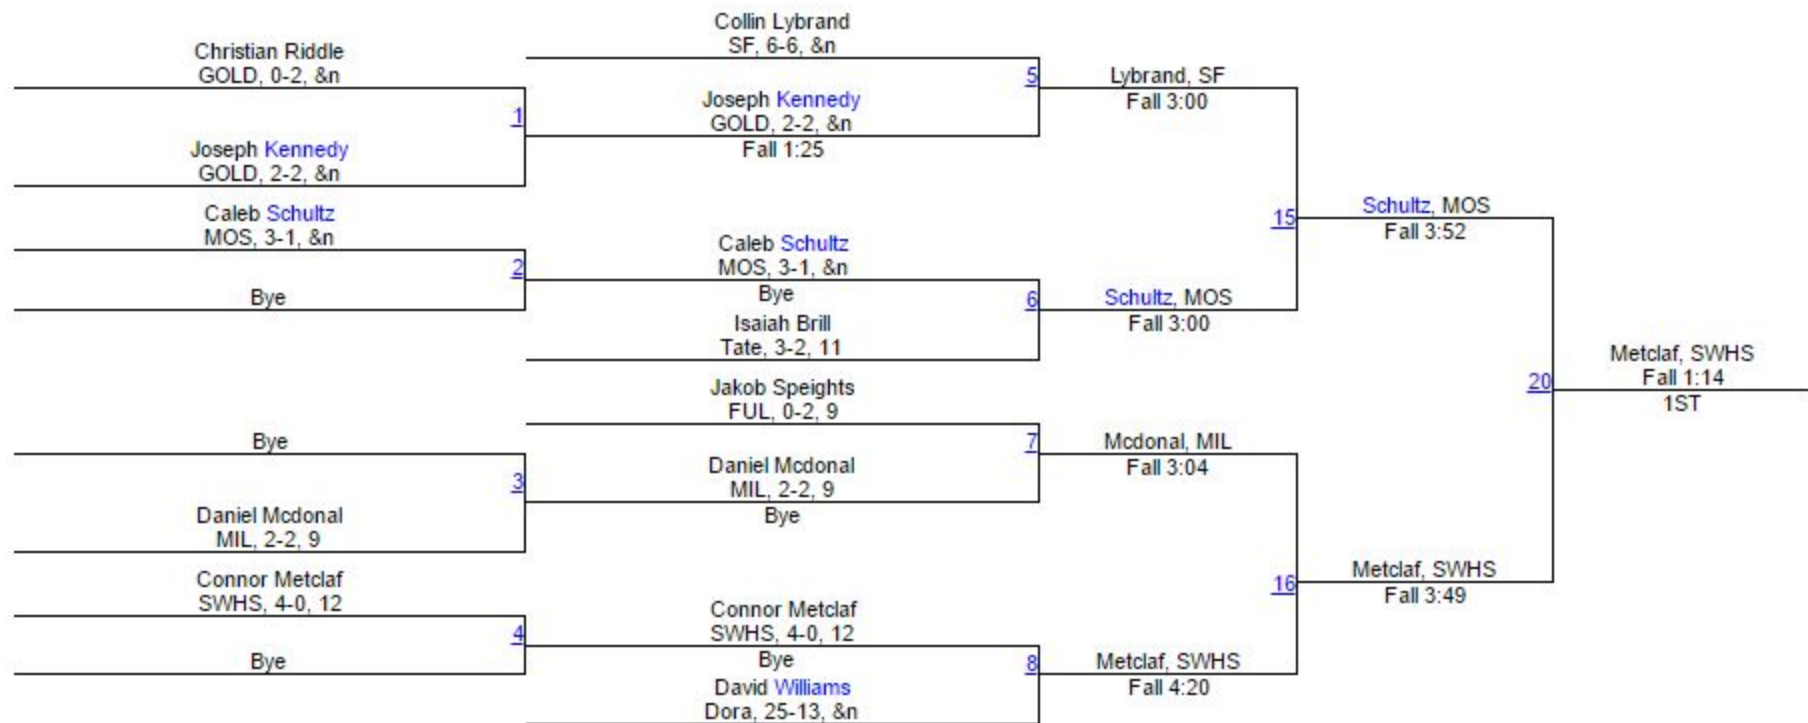 Christian Riddle
GOLD, 0-2, &n
1
Joseph Kennedy
GOLD, 2-2, &n
Caleb Schultz
MOS, 3-1, &n
2
Bye
Bye
3
Daniel Mcdonal
MIL, 2-2, 9
Connor Metclaf
SWHS, 4-0, 12
4
Bye
Collin Lybrand
SF, 6-6, &n
5
Joseph Kennedy
GOLD, 2-2, &n
Fall 1:25
Caleb Schultz
MOS, 3-1, &n
Bye
6
Isaiah Brill
Tate, 3-2, 11
Jakob Speights
FUL, 0-2, 9
7
Daniel Mcdonal
MIL, 2-2, 9
Bye
Connor Metclaf
SWHS, 4-0, 12
Bye
8
David Williams
Dora, 25-13, &n
Lybrand, SF
Fall 3:00
15
Schultz, MOS
Fall 3:00
Mcdonal, MIL
Fall 3:04
16
Metclaf, SWHS
Fall 4:20
Schultz, MOS
Fall 3:52
20
Metclaf, SWHS
Fall 3:49
Metclaf, SWHS
Fall 1:14
1ST